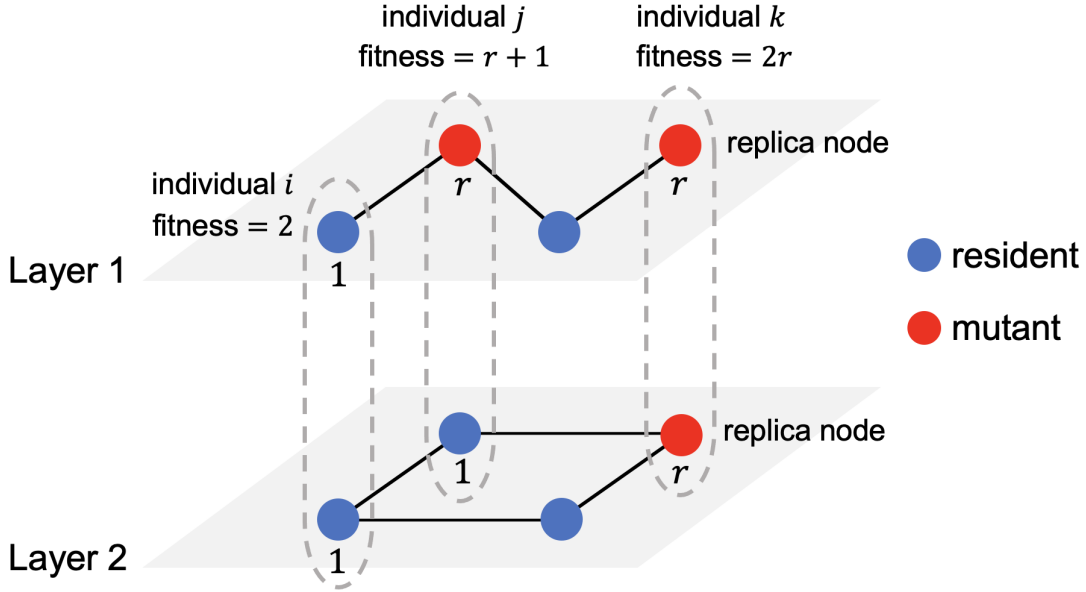 individual j
fitness = r + 1
individual k
fitness = 2r
replica node
r
r
individual i
fitness = 2
1
Layer 1
resident
mutant
replica node
1
r
1
Layer 2